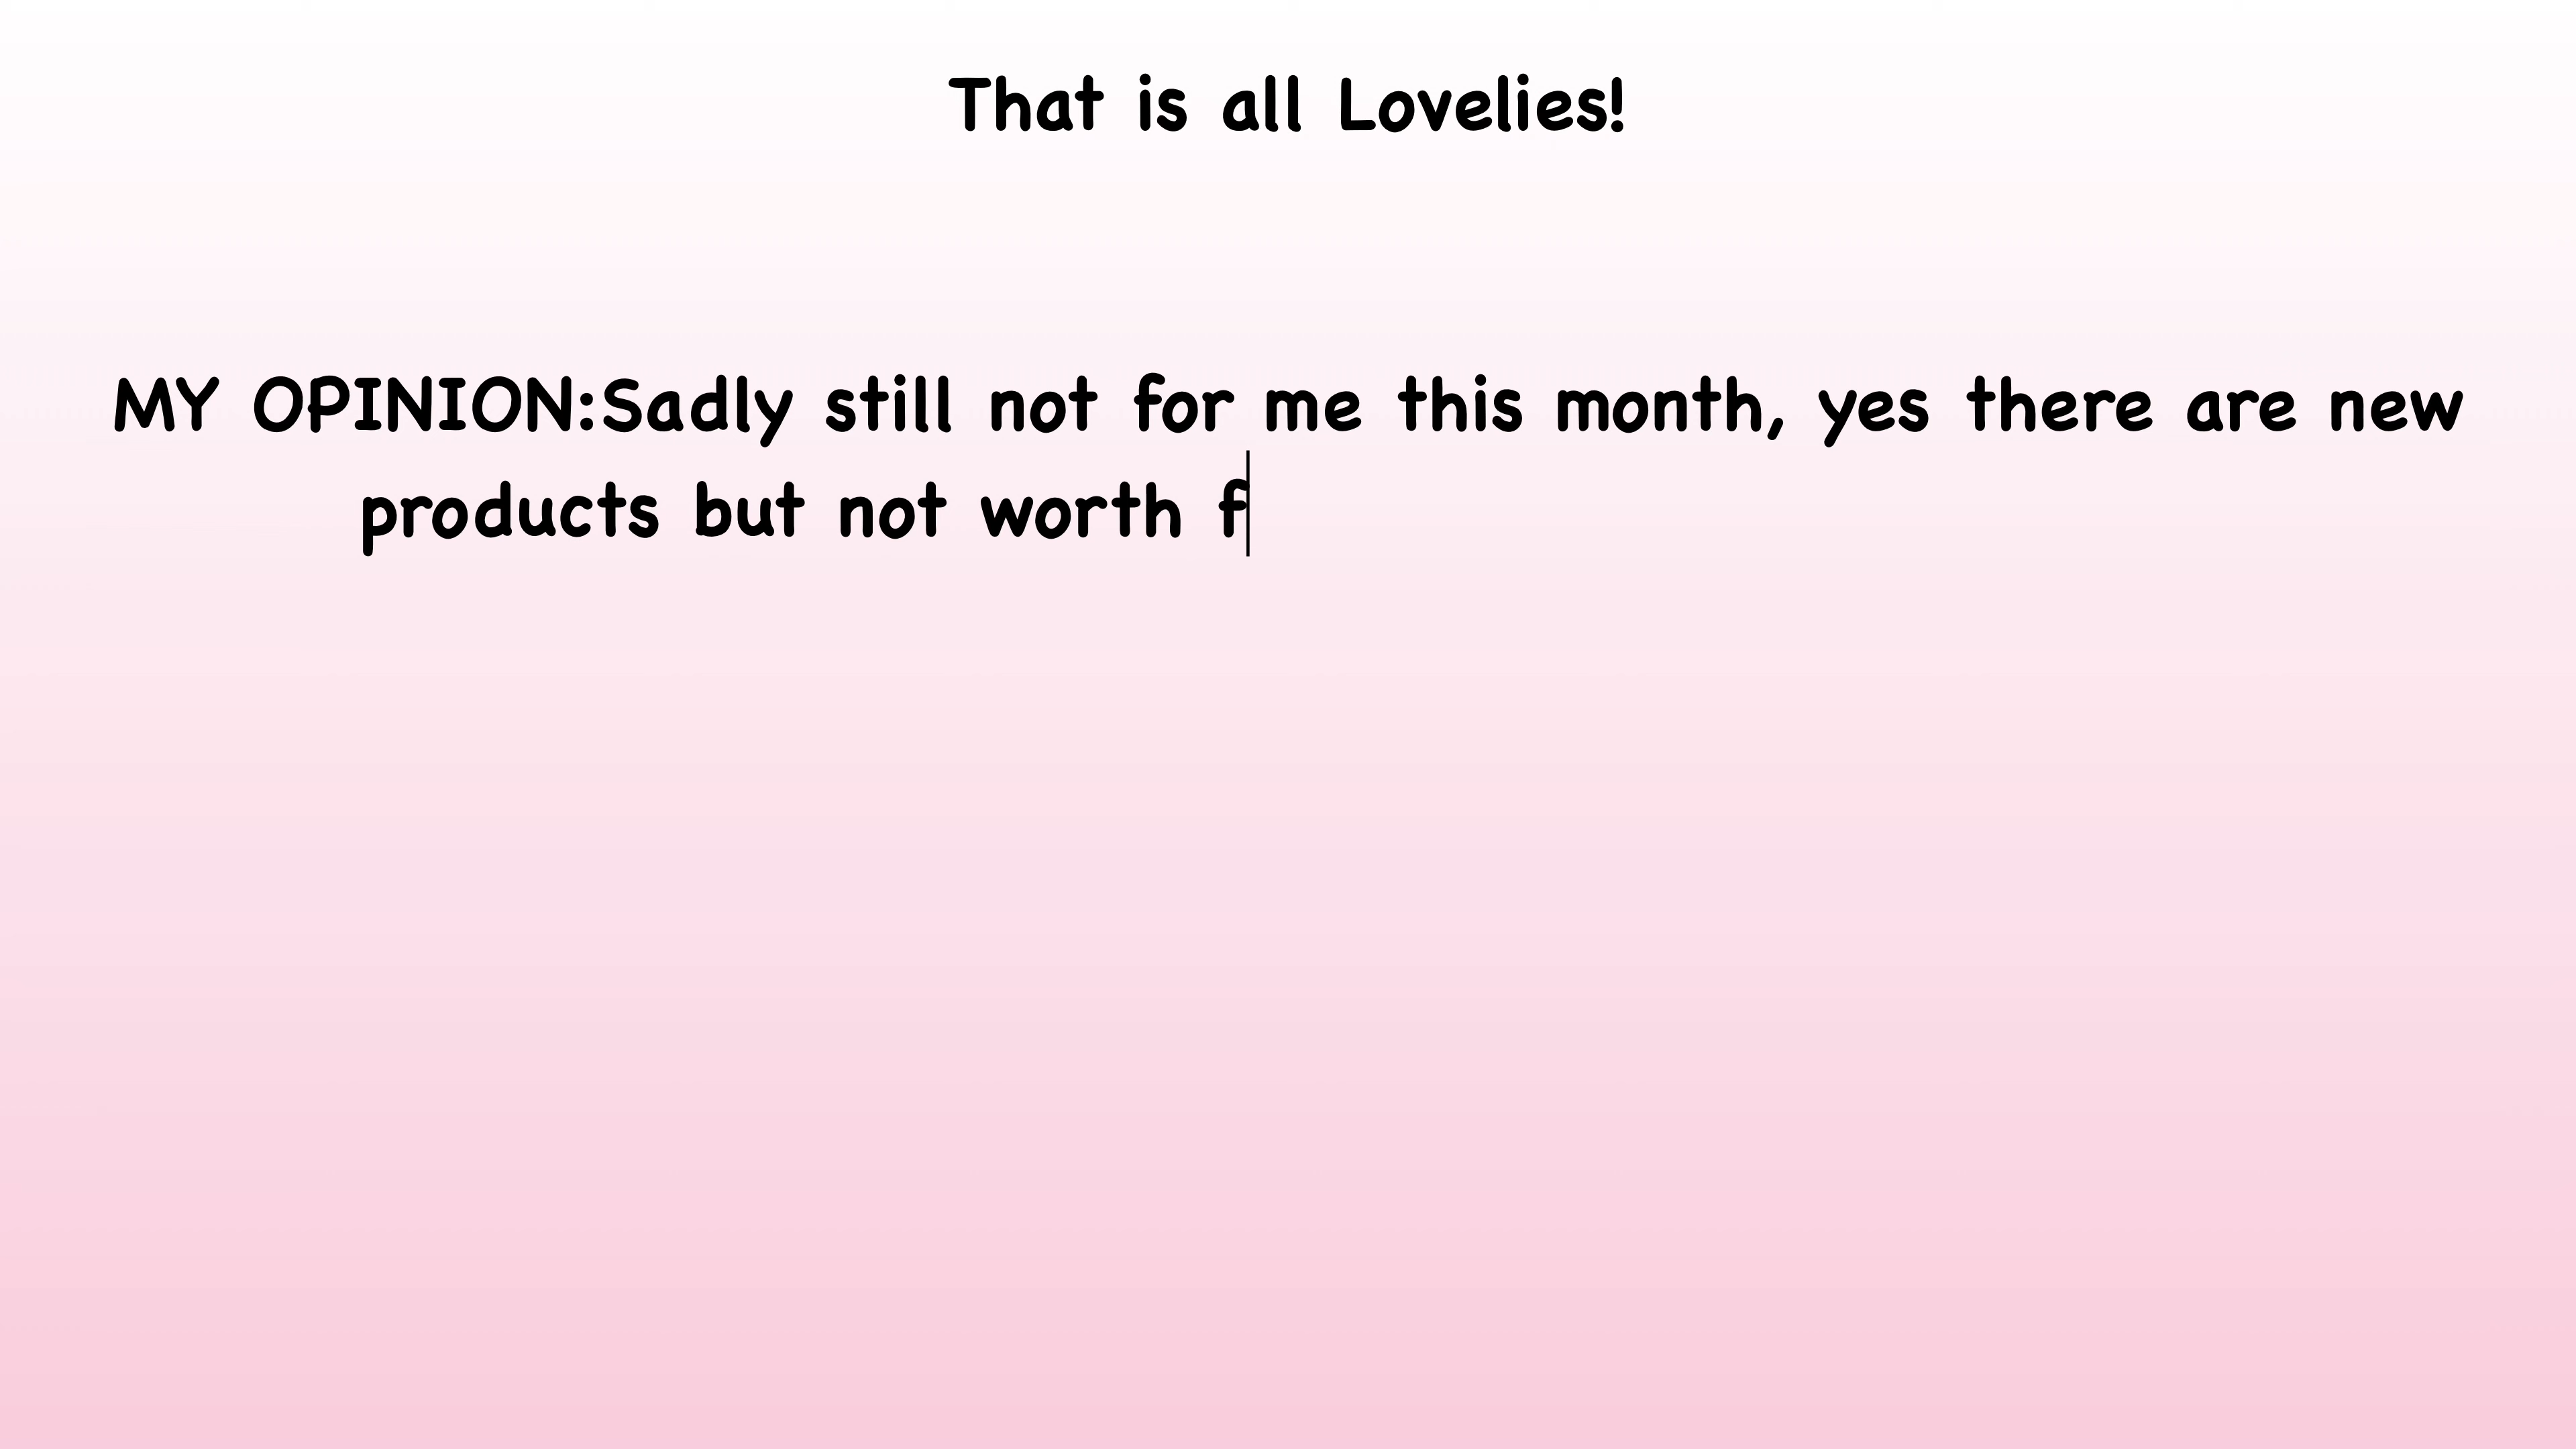 That is all Lovelies!
MY OPINION:Sadly still not for me this month, yes there are new
products but not worth f